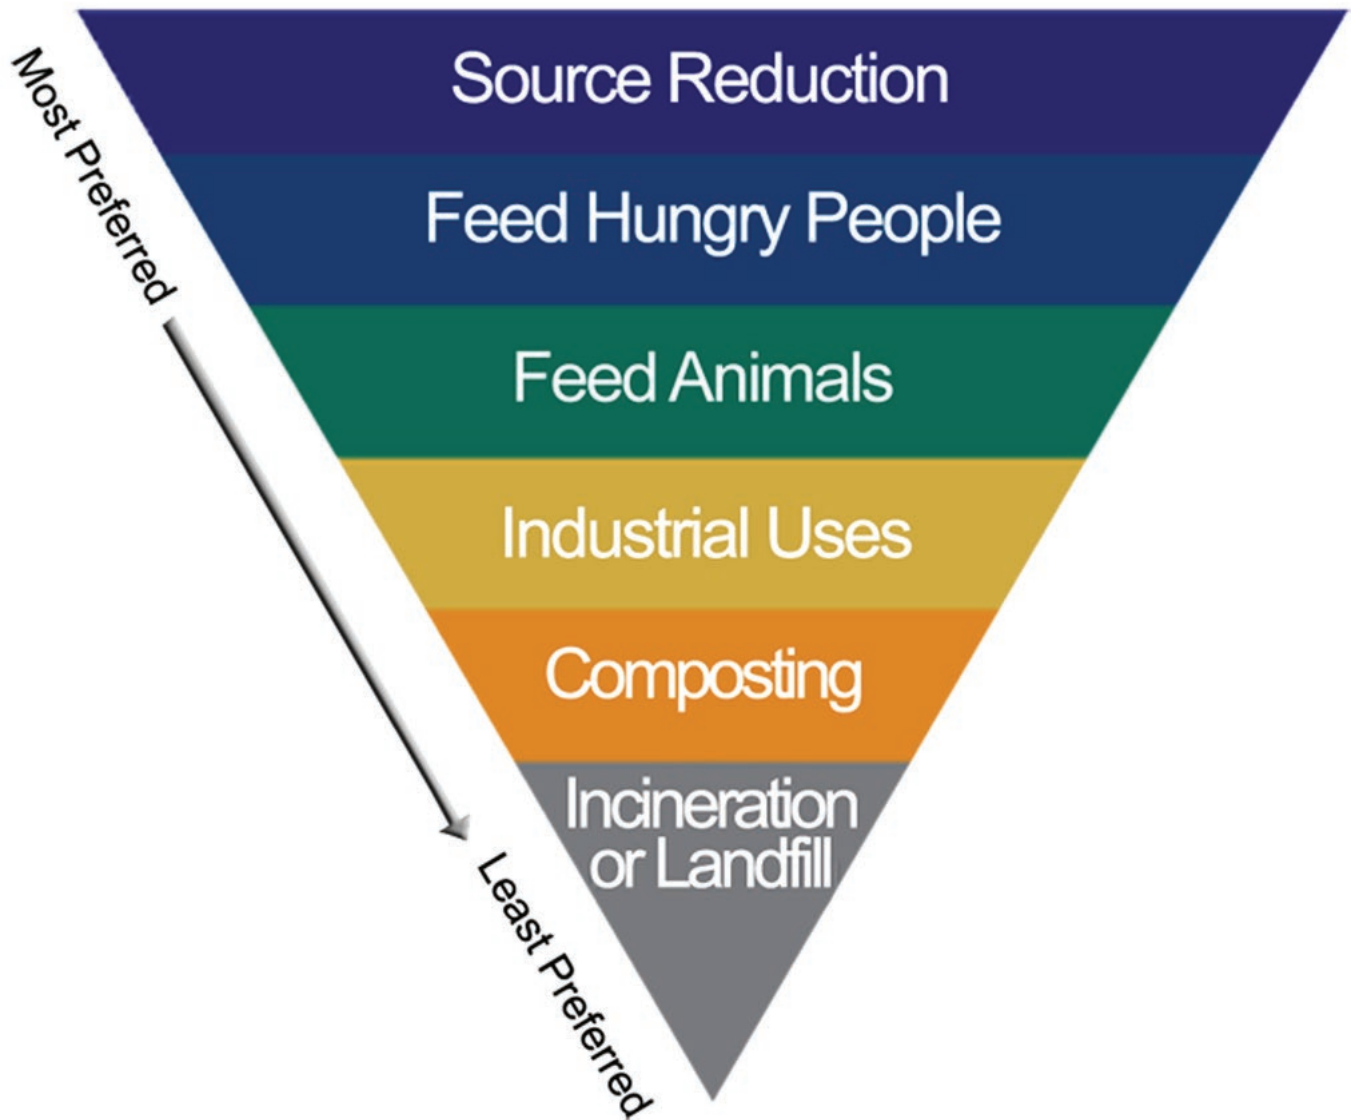 Most Preferred
Source Reduction
Feed Hungry People
Feed Animals
Industrial Uses
Composting
Incineration
or Landfill
Least Preferred